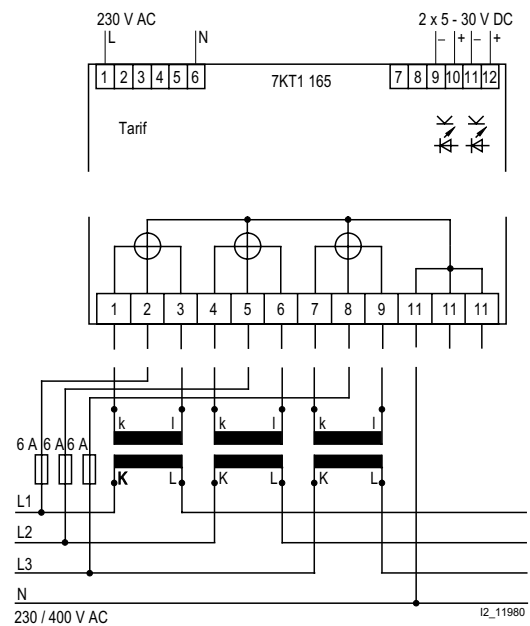 230 V AC
2 x 5 - 30 V DC
L N
– + – +
1 2 3 4 5 6
7KT1 165
7 8 9 10 11 12
Tarif
1 2 3 4 5 6 7 8 9 11 11 11
k l k l k l
6 A 6 A 6 A
K L K L K L
L1
L2
L3
N
230 / 400 V AC
I2_11980